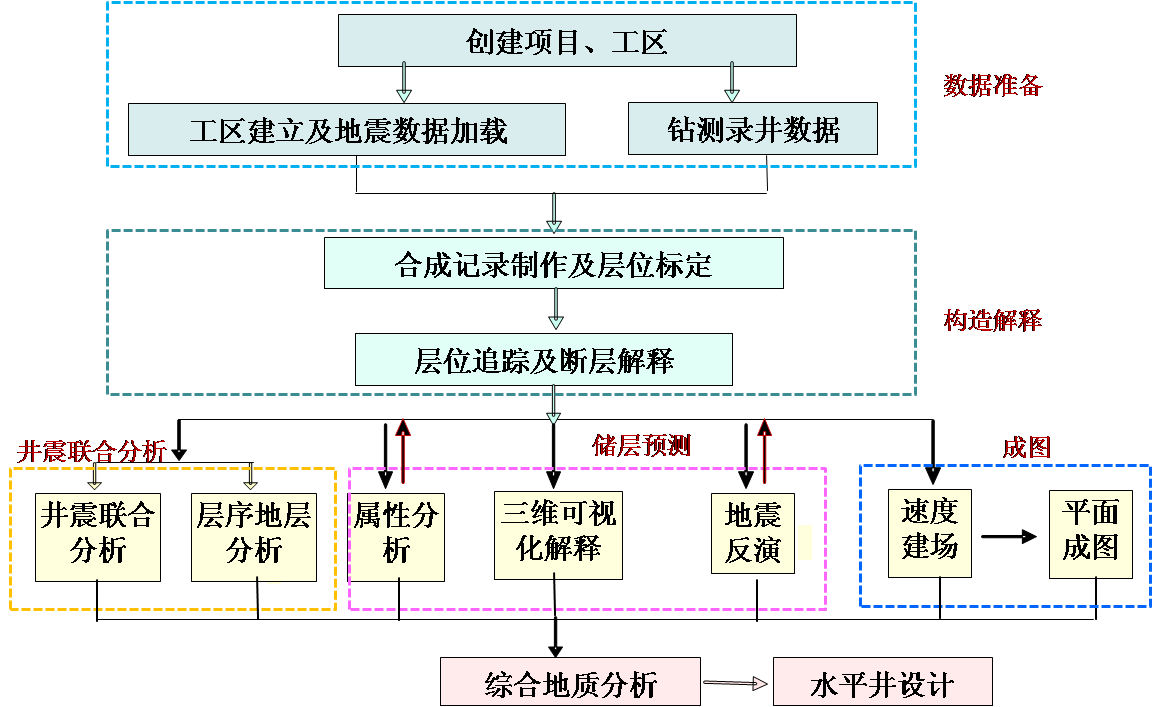 创建项目、工区
数据准备
工区建立及地震数据加载
钻测录井数据
合成记录制作及层位标定
构造解释
层位追踪及断层解释
井震联合分析
储层预测
成图
井震联合
分析
层序地层
分析
属性分
析
三维可视
化解释
地震
反演
速度
建场
平面
成图
综合地质分析
水平井设计